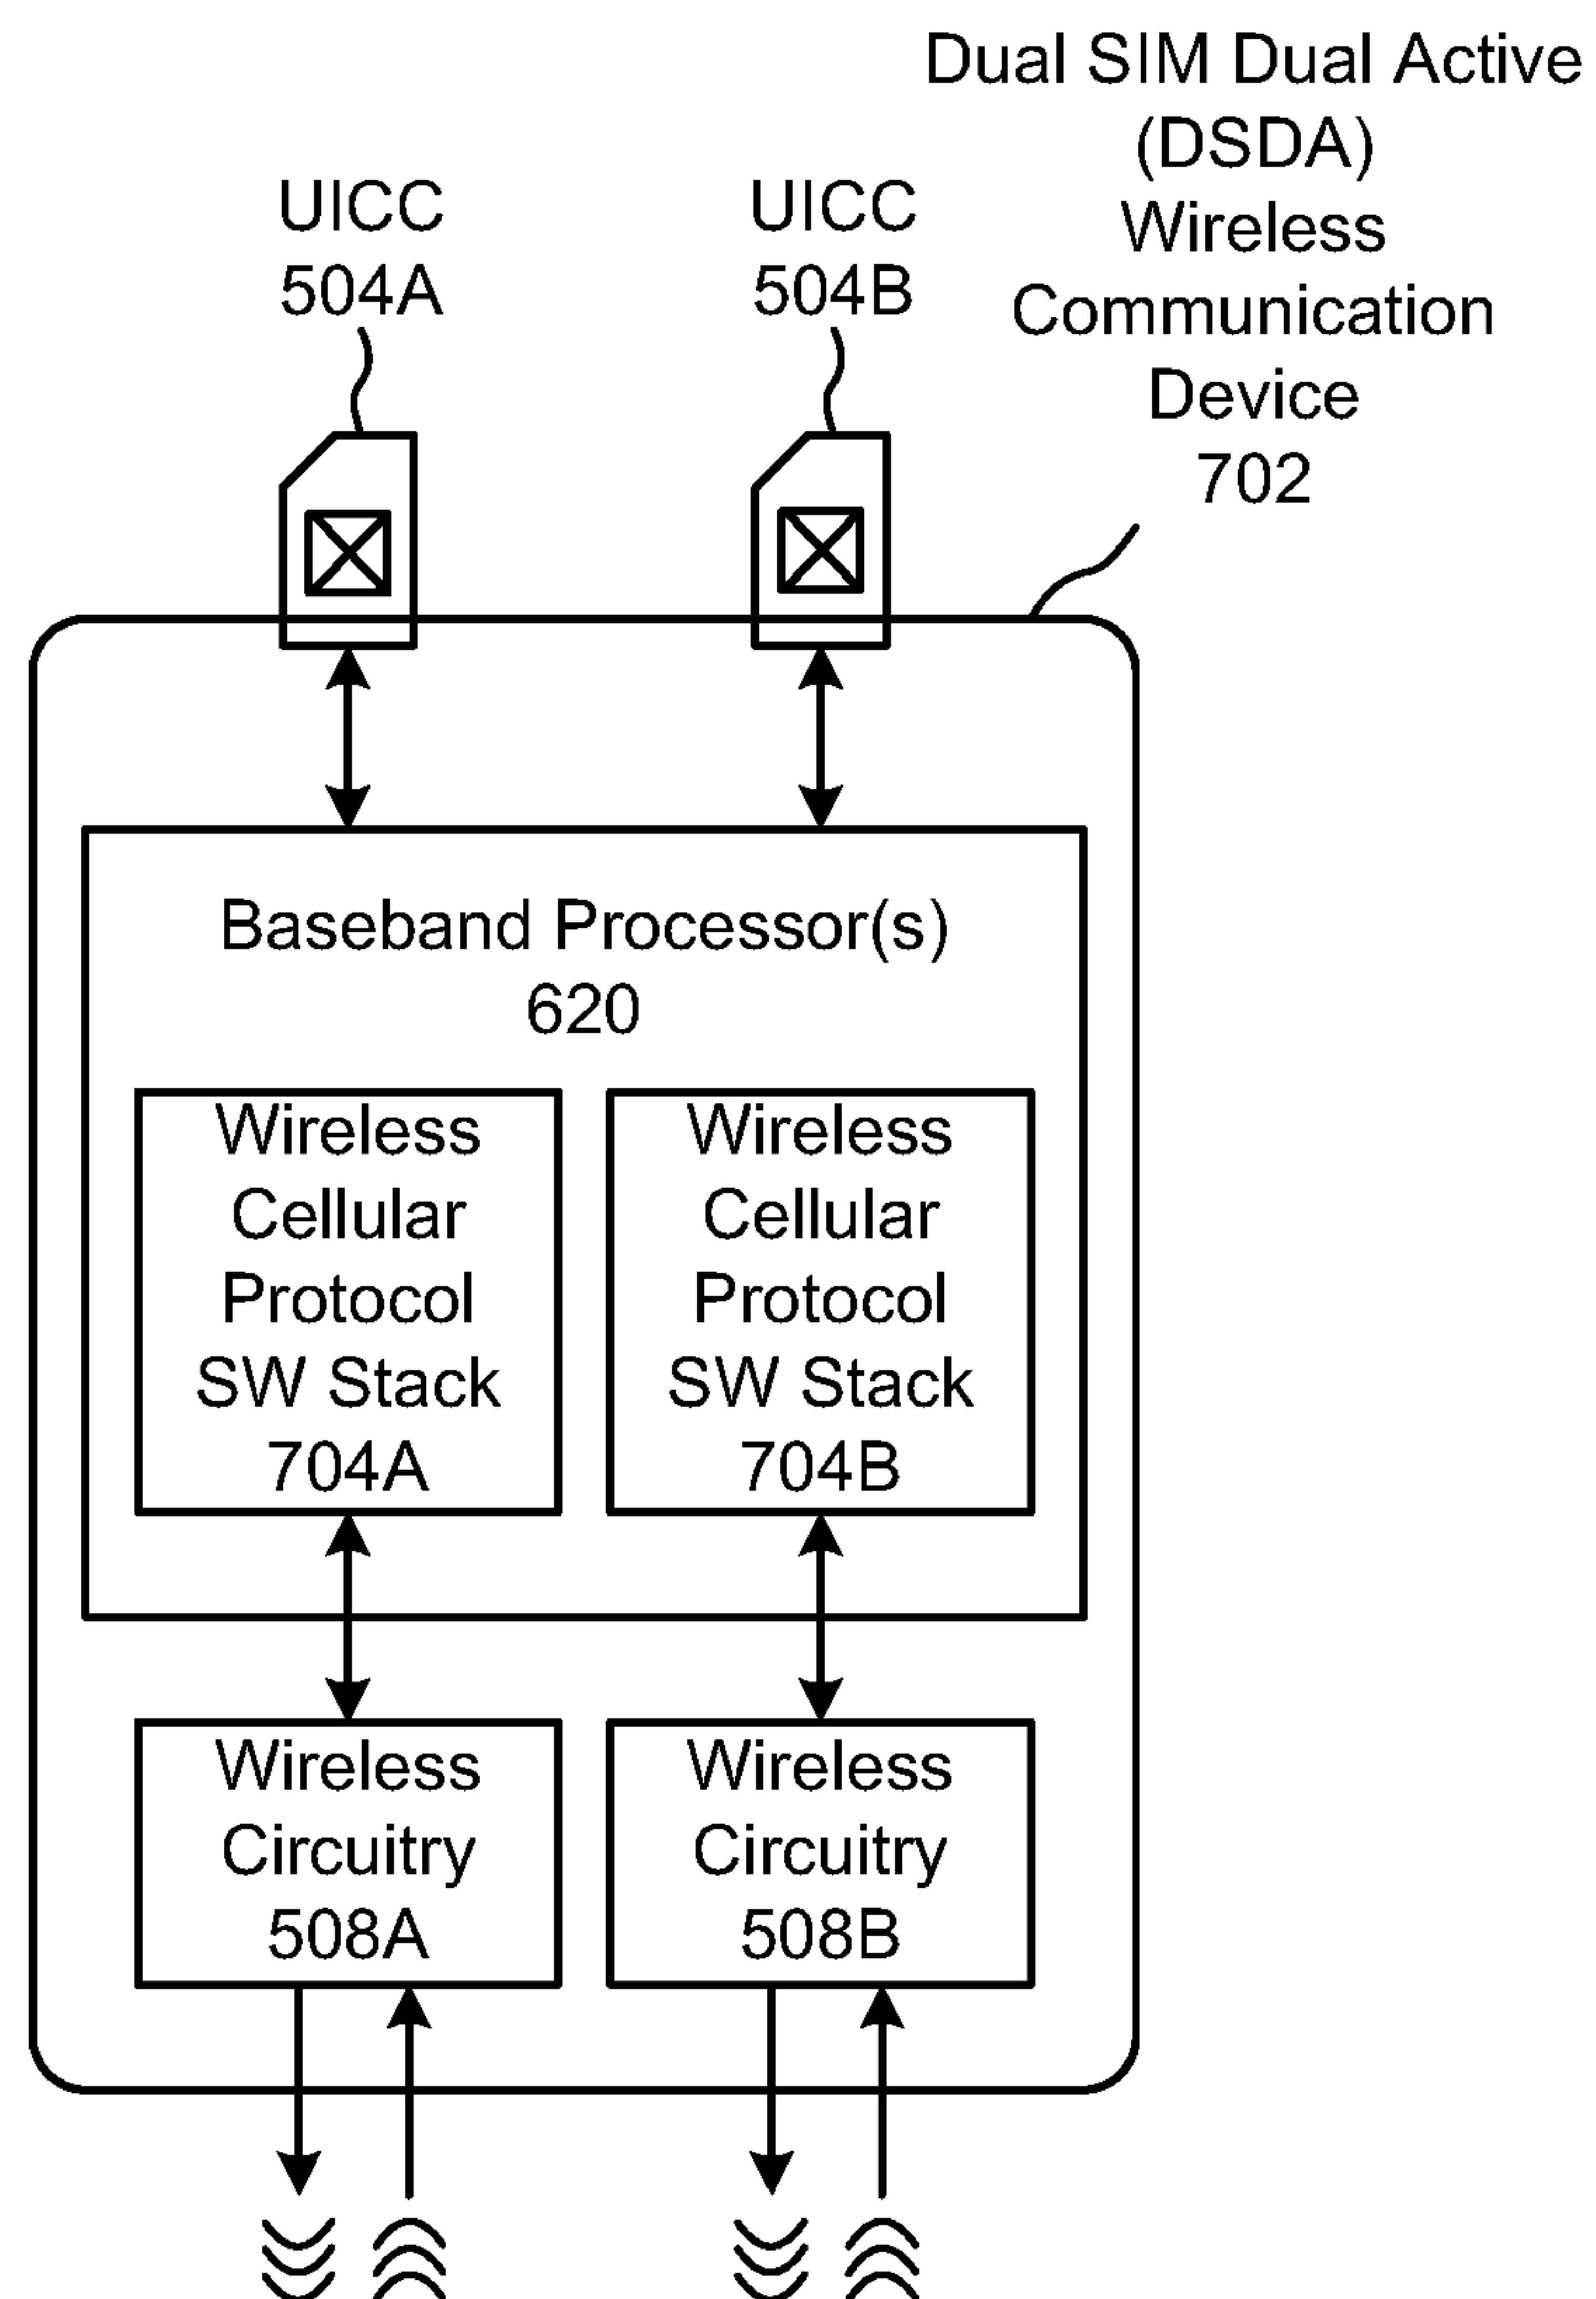 Dual SIM Dual Active
(DSDA)
Wireless
Communication
Device
702
UICC
504A
UICC
504B
Baseband Processor(s)
620
Wireless
Cellular
Protocol
SW Stack
704A
Wireless
Cellular
Protocol
SW Stack
704B
Wireless
Circuitry
508A
Wireless
Circuitry
508B